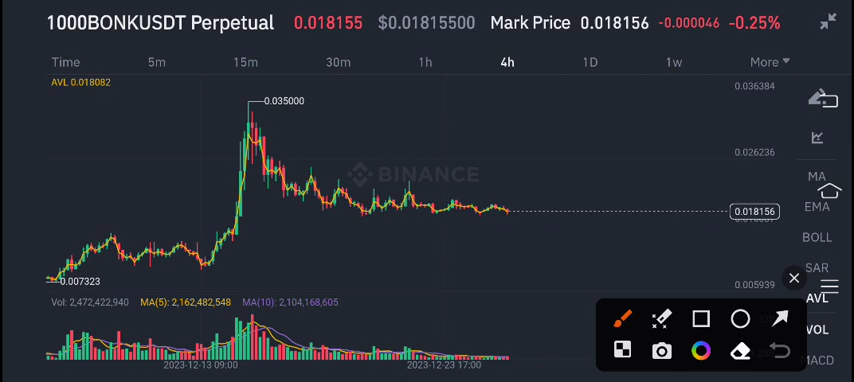 1000BONKUSDT Perpetual 0.018155 $0.01815500 Mark Price 0.018156 -0.000046 -0.25%
Time 5m 15m 30m 1h 4h 1D 1w More
AVL 0.018082
0.036384
0.035000
0.026236
BINANCE
MA
EMA
0.018156
BOLL
SAR
0.007323
0.005939
AVL
Vol: 2,472,422,940 MA(5): 2,162,482,548 MA(10): 2,104,168,605
VOL
MACD
2023-12-13 09:00 2023-12-23 17:00